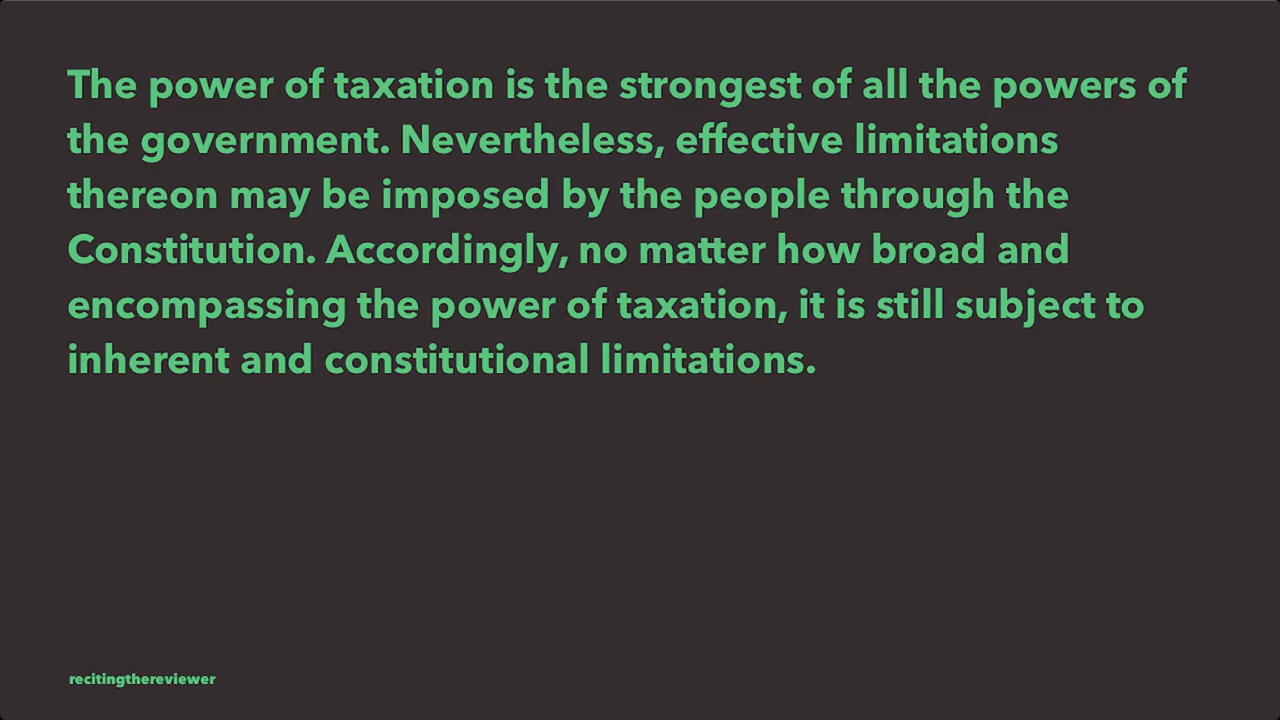 The power of taxation is the strongest of all the powers of
the government. Nevertheless, effective limitations
thereon may be imposed by the people through the
Constitution. Accordingly, no matter how broad and
encompassing the power of taxation, it is still subject to
inherent and constitutional limitations.
recitingthereviewer